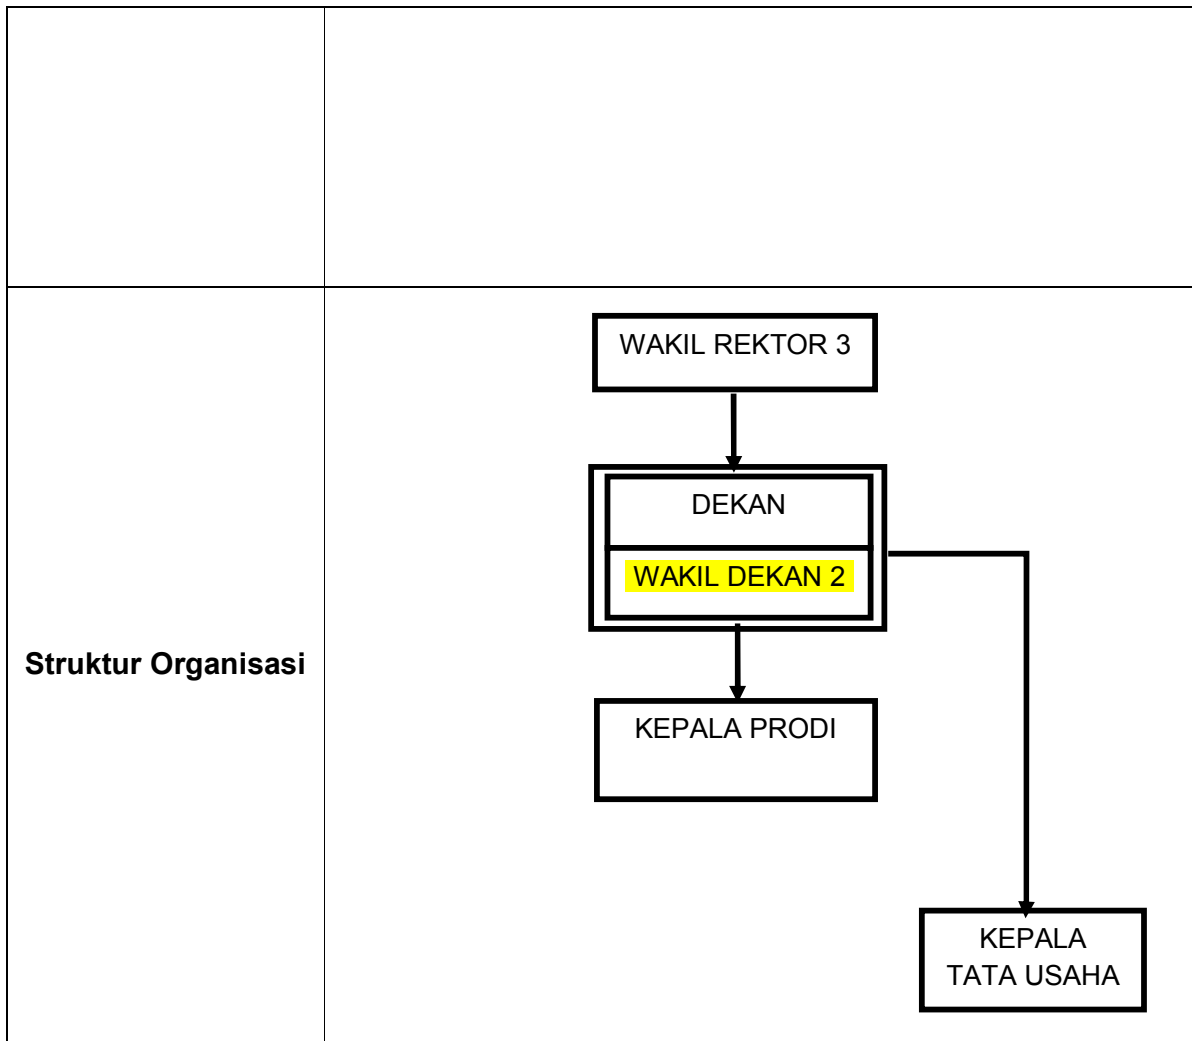 WAKIL REKTOR 3
DEKAN
WAKIL DEKAN 2
Struktur Organisasi
KEPALA PRODI
KEPALA
TATA USAHA